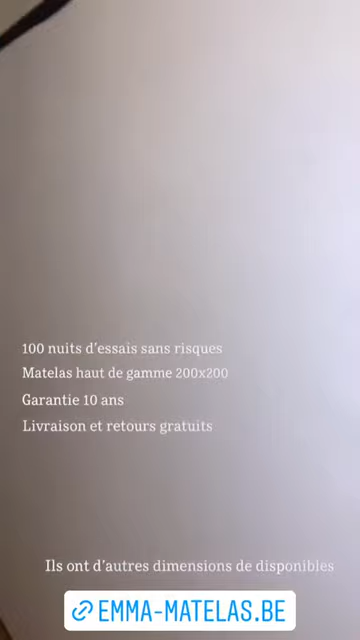 100 nuits d'essais sans risques
Matelas haut de gamme 200x200
Garantie 10 ans
Livraison et retours gratuits
Ils ont d'autres dimensions de disponibles
EMMA-MATELAS.BE